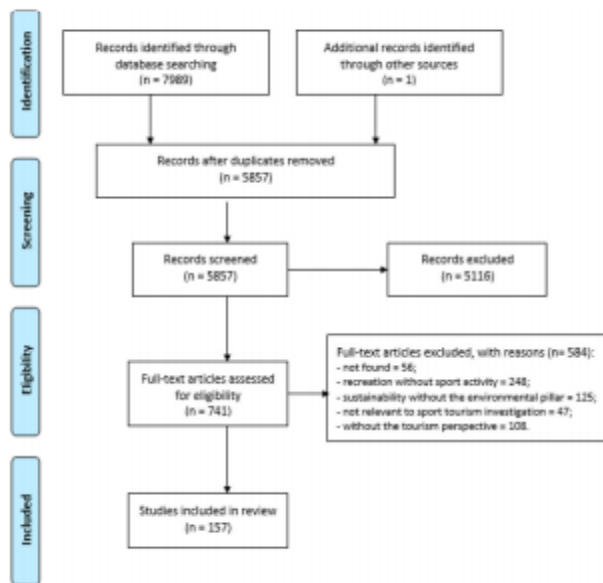 Identification
Records identified through
database searching
(n = 7989)
Additional records identified
through other sources
(n = 1)
Screening
Records after duplicates removed
(n = 5857)
Records screened
(n = 5857)
Records excluded
(n = 5116)
Eligibility
Full-text articles assessed
for eligibility
(n = 741)
Full-text articles excluded, with reasons (n= 584):
- not found = 56;
- recreation without sport activity = 248;
- sustainability without the environmental pillar = 125;
- not relevant to sport tourism investigation = 47;
- without the tourism perspective = 108.
Included
Studies included in review
(n = 157)